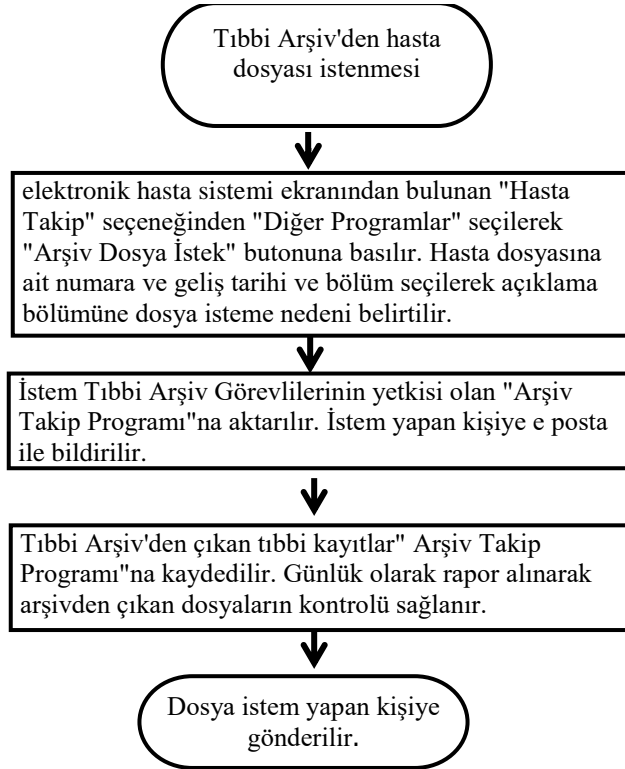 Tıbbi Arşiv'den hasta
dosyası istenmesi
elektronik hasta sistemi ekranından bulunan "Hasta
Takip" seçeneğinden "Diğer Programlar" seçilerek
"Arşiv Dosya İstek" butonuna basılır. Hasta dosyasına
ait numara ve geliş tarihi ve bölüm seçilerek açıklama
bölümüne dosya isteme nedeni belirtilir.
İstem Tıbbi Arşiv Görevlilerinin yetkisi olan "Arşiv
Takip Programı"na aktarılır. İstem yapan kişiye e posta
ile bildirilir.
Tıbbi Arşiv'den çıkan tıbbi kayıtlar" Arşiv Takip
Programı"na kaydedilir. Günlük olarak rapor alınarak
arşivden çıkan dosyaların kontrolü sağlanır.
Dosya istem yapan kişiye
gönderilir.